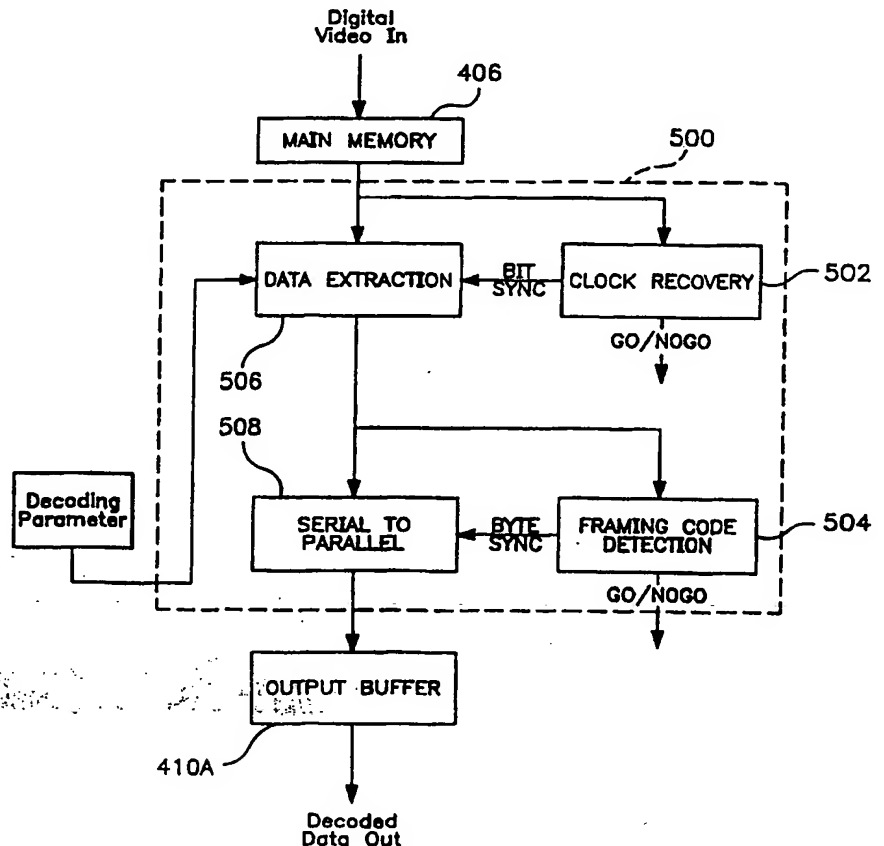 Digital
Video In
406
MAIN MEMORY
500
DATA EXTRACTION
BIT
SYNC
CLOCK RECOVERY
502
GO/NOGO
506
508
Decoding
Parameter
SERIAL TO
PARALLEL
BYTE
SYNC
FRAMING CODE
DETECTION
504
GO/NOGO
OUTPUT BUFFER
410A
Decoded
Data Out